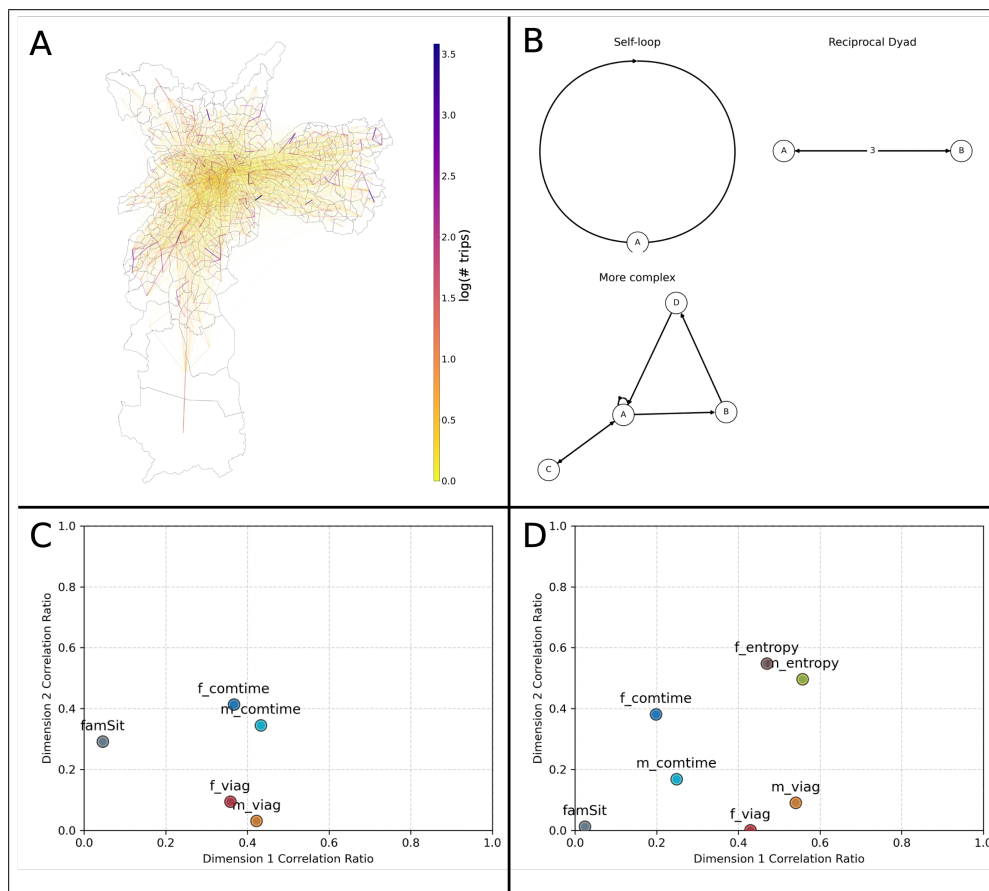 A
3.5
3.0
2.5
2.0
1.5
1.0
0.5
0.0
log(# trips)
B
Self-loop
A
Reciprocal Dyad
A
3
B
More complex
D
A
B
C
C
1.0
0.8
0.6
0.4
0.2
0.0
Dimension 2 Correlation Ratio
f_comtime
m_comtime
famSit
f_viag
m_viag
0.0 0.2 0.4 0.6 0.8 1.0
Dimension 1 Correlation Ratio
D
1.0
0.8
0.6
0.4
0.2
0.0
Dimension 2 Correlation Ratio
f_entropy
m_entropy
f_comtime
m_comtime
m_viag
famSit
f_viag
0.0 0.2 0.4 0.6 0.8 1.0
Dimension 1 Correlation Ratio